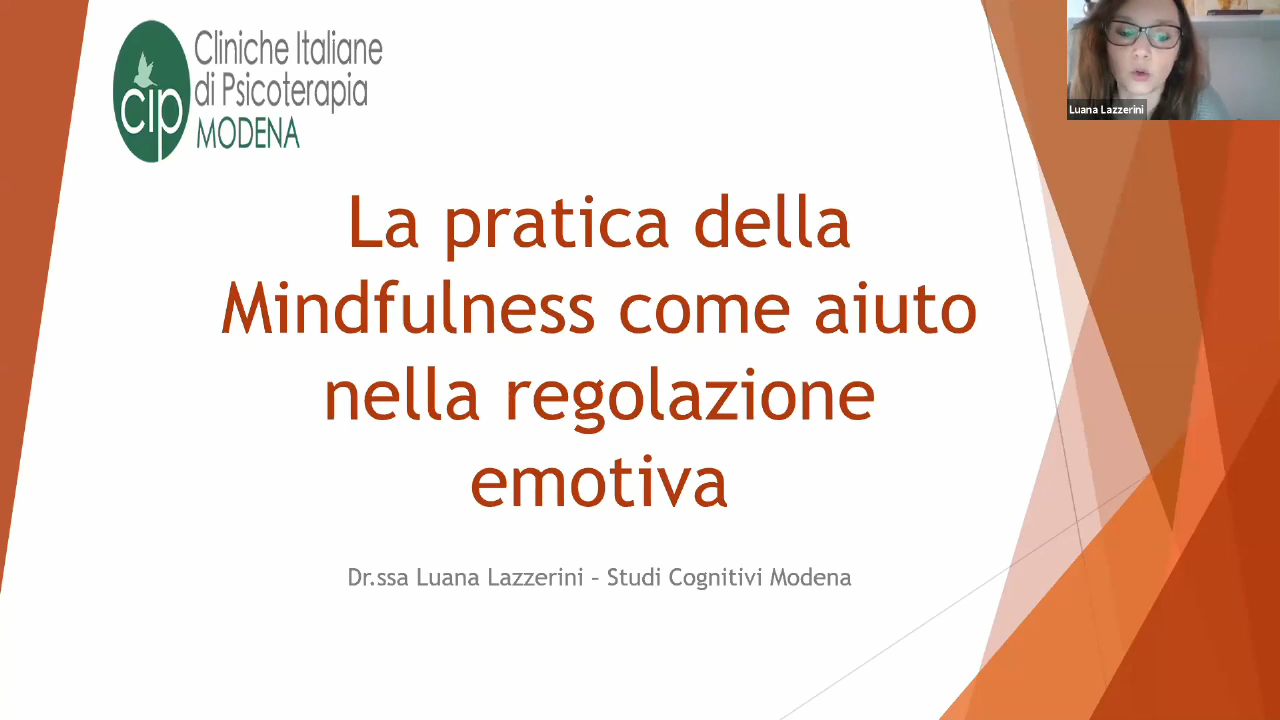 cip
Cliniche Italiane
di Psicoterapia
MODENA
Luana Lazzerini
La pratica della
Mindfulness come aiuto
nella regolazione
emotiva
Dr.ssa Luana Lazzerini – Studi Cognitivi Modena